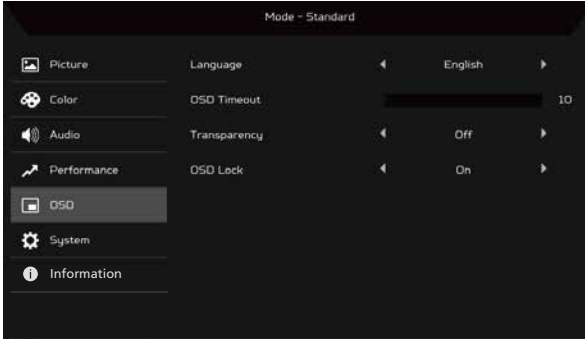 Mode - Standard
Picture
Language English
Color
OSD Timeout 10
Audio
Transparency Off
Performance
OSD Lock On
OSD
System
Information